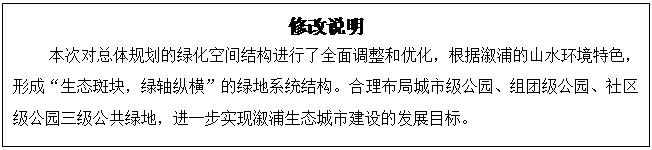 修改说明
本次对总体规划的绿化空间结构进行了全面调整和优化，根据溆浦的山水环境特色，
形成“生态斑块，绿轴纵横”的绿地系统结构。合理布局城市级公园、组团级公园、社区
级公园三级公共绿地，进一步实现溆浦生态城市建设的发展目标。